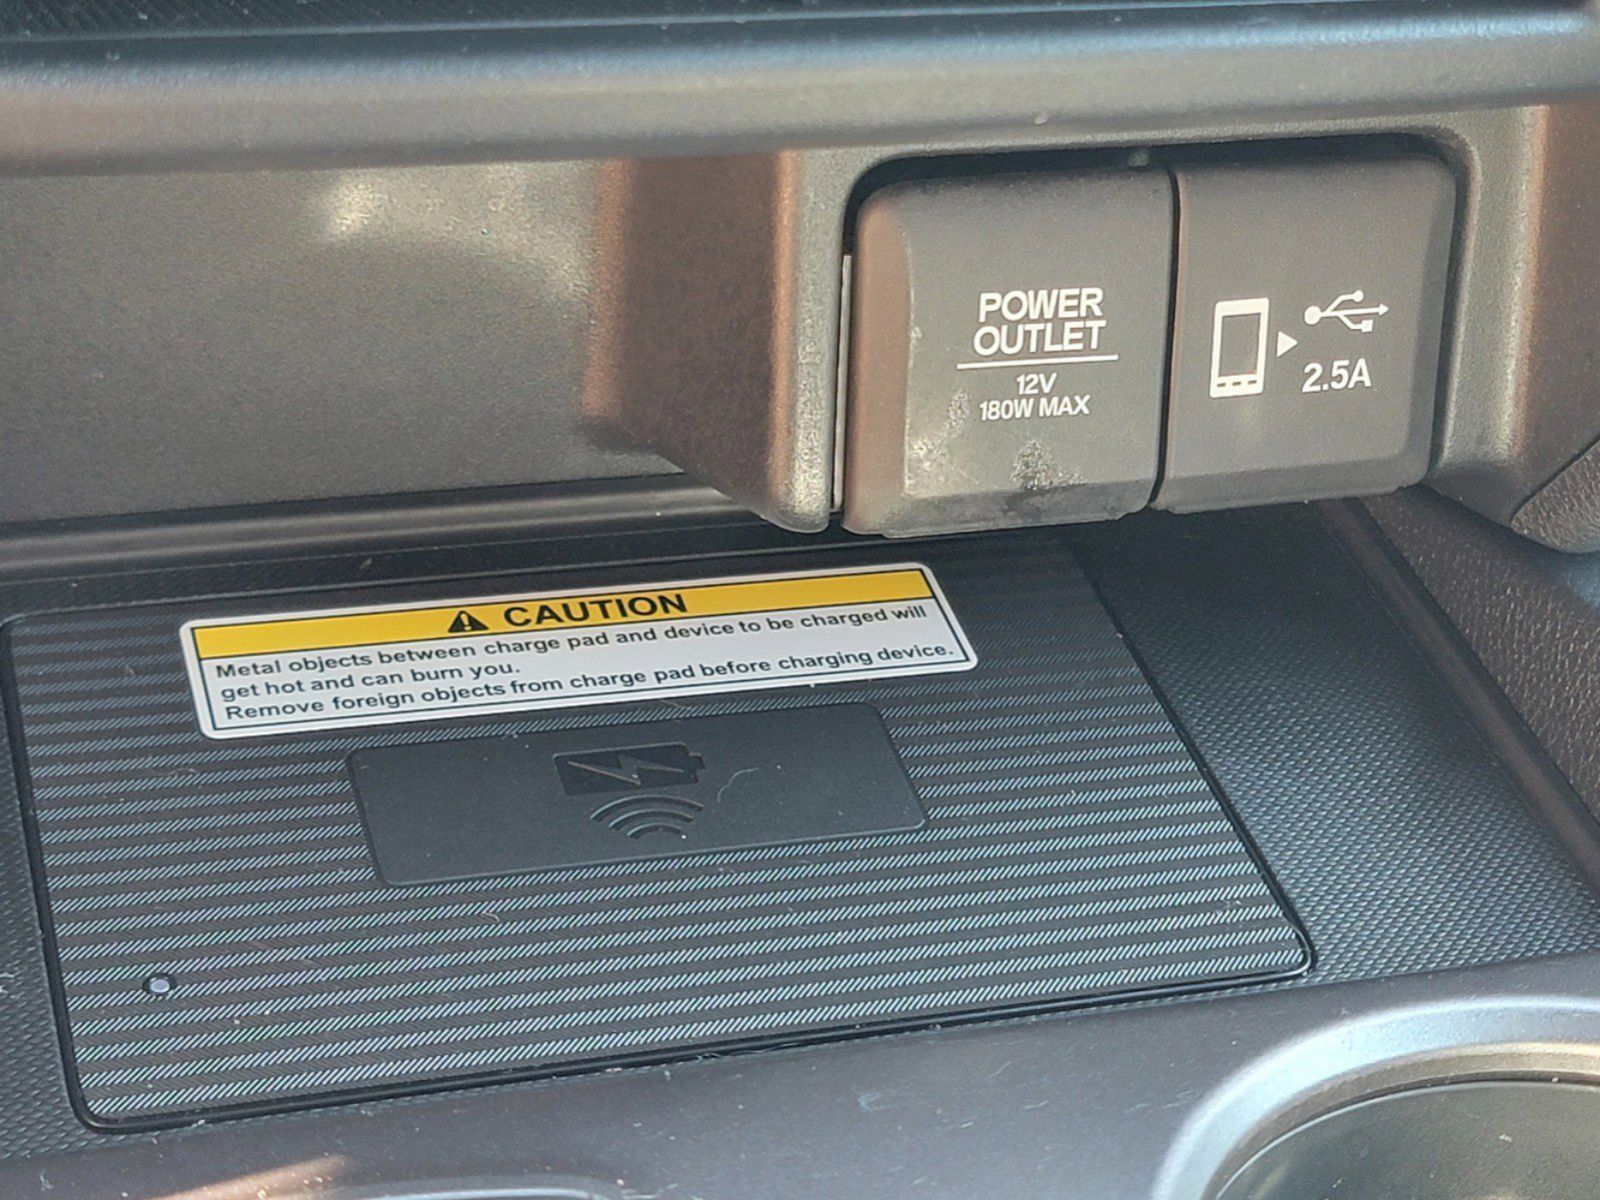 POWER
OUTLET
12V
180W MAX
2.5A
CAUTION
Metal objects between charge pad and device to be charged will
get hot and can burn you.
Remove foreign objects from charge pad before charging device.